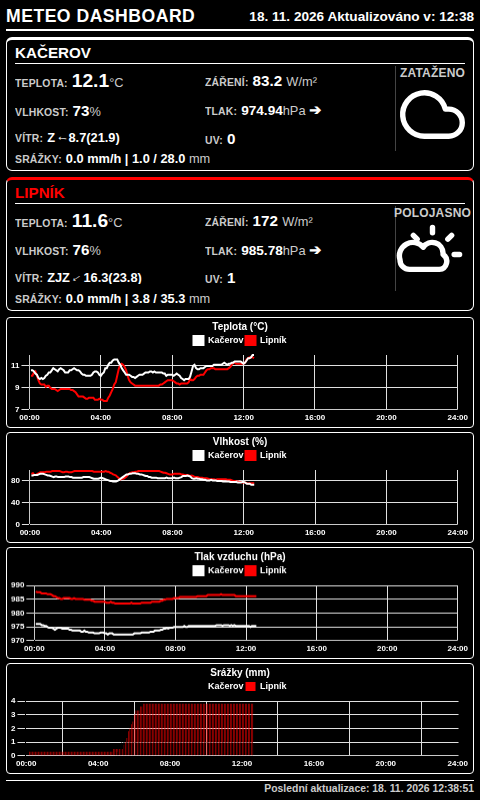 METEO DASHBOARD
18. 11. 2026 Aktualizováno v: 12:38
KAČEROV
TEPLOTA: 12.1°C
ZÁŘENÍ: 83.2 W/m²
ZATAŽENO
VLHKOST: 73%
TLAK: 974.94hPa ➔
VÍTR: Z ←8.7(21.9)
UV: 0
SRÁŽKY: 0.0 mm/h | 1.0 / 28.0 mm
LIPNÍK
TEPLOTA: 11.6°C
ZÁŘENÍ: 172 W/m²
POLOJASNO
VLHKOST: 76%
TLAK: 985.78hPa ➔
VÍTR: ZJZ ↙ 16.3(23.8)
UV: 1
SRÁŽKY: 0.0 mm/h | 3.8 / 35.3 mm
Teplota (°C)
Kačerov Lipník
11
9
7
00:00 04:00 08:00 12:00 16:00 20:00 24:00
Vlhkost (%)
Kačerov Lipník
80
40
0
00:00 04:00 08:00 12:00 16:00 20:00 24:00
Tlak vzduchu (hPa)
Kačerov Lipník
990
985
980
975
970
00:00 04:00 08:00 12:00 16:00 20:00 24:00
Srážky (mm)
Kačerov Lipník
4
3
2
1
0
00:00 04:00 08:00 12:00 16:00 20:00 24:00
Poslední aktualizace: 18. 11. 2026 12:38:51